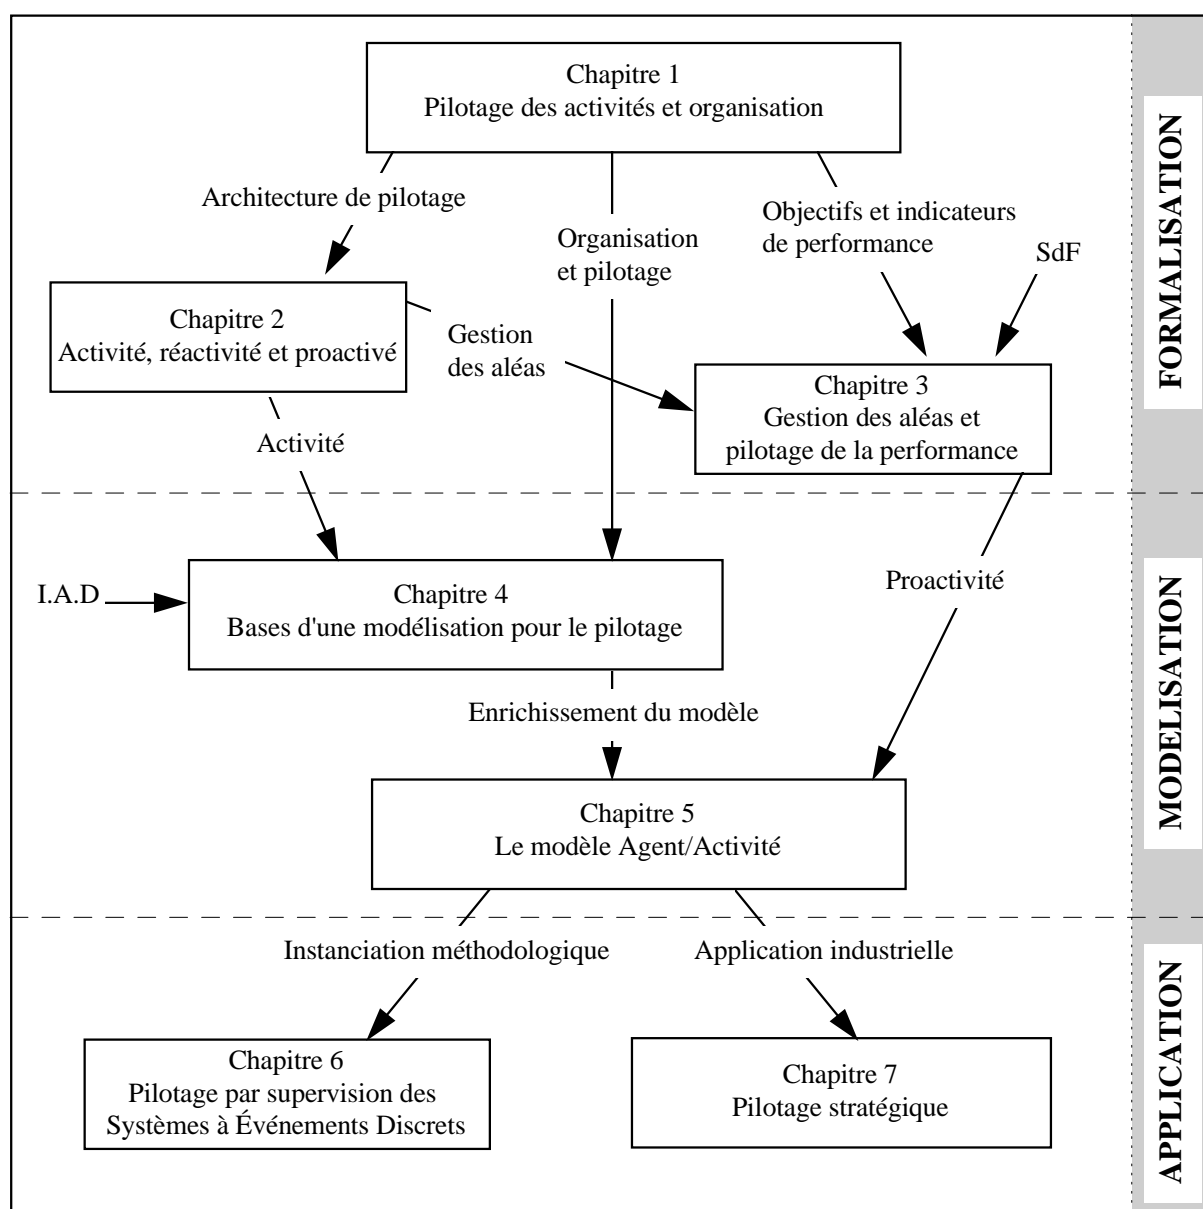 Chapitre 1
Pilotage des activités et organisation
Architecture de pilotage
Organisation
et pilotage
Objectifs et indicateurs
de performance
SdF
FORMALISATION
Chapitre 2
Activité, réactivité et proactivé
Gestion
des aléas
Chapitre 3
Gestion des aléas et
pilotage de la performance
Activité
I.A.D
Chapitre 4
Bases d'une modélisation pour le pilotage
Proactivité
MODELISATION
Enrichissement du modèle
Chapitre 5
Le modèle Agent/Activité
Instanciation méthodologique
Application industrielle
APPLICATION
Chapitre 6
Pilotage par supervision des
Systèmes à Événements Discrets
Chapitre 7
Pilotage stratégique